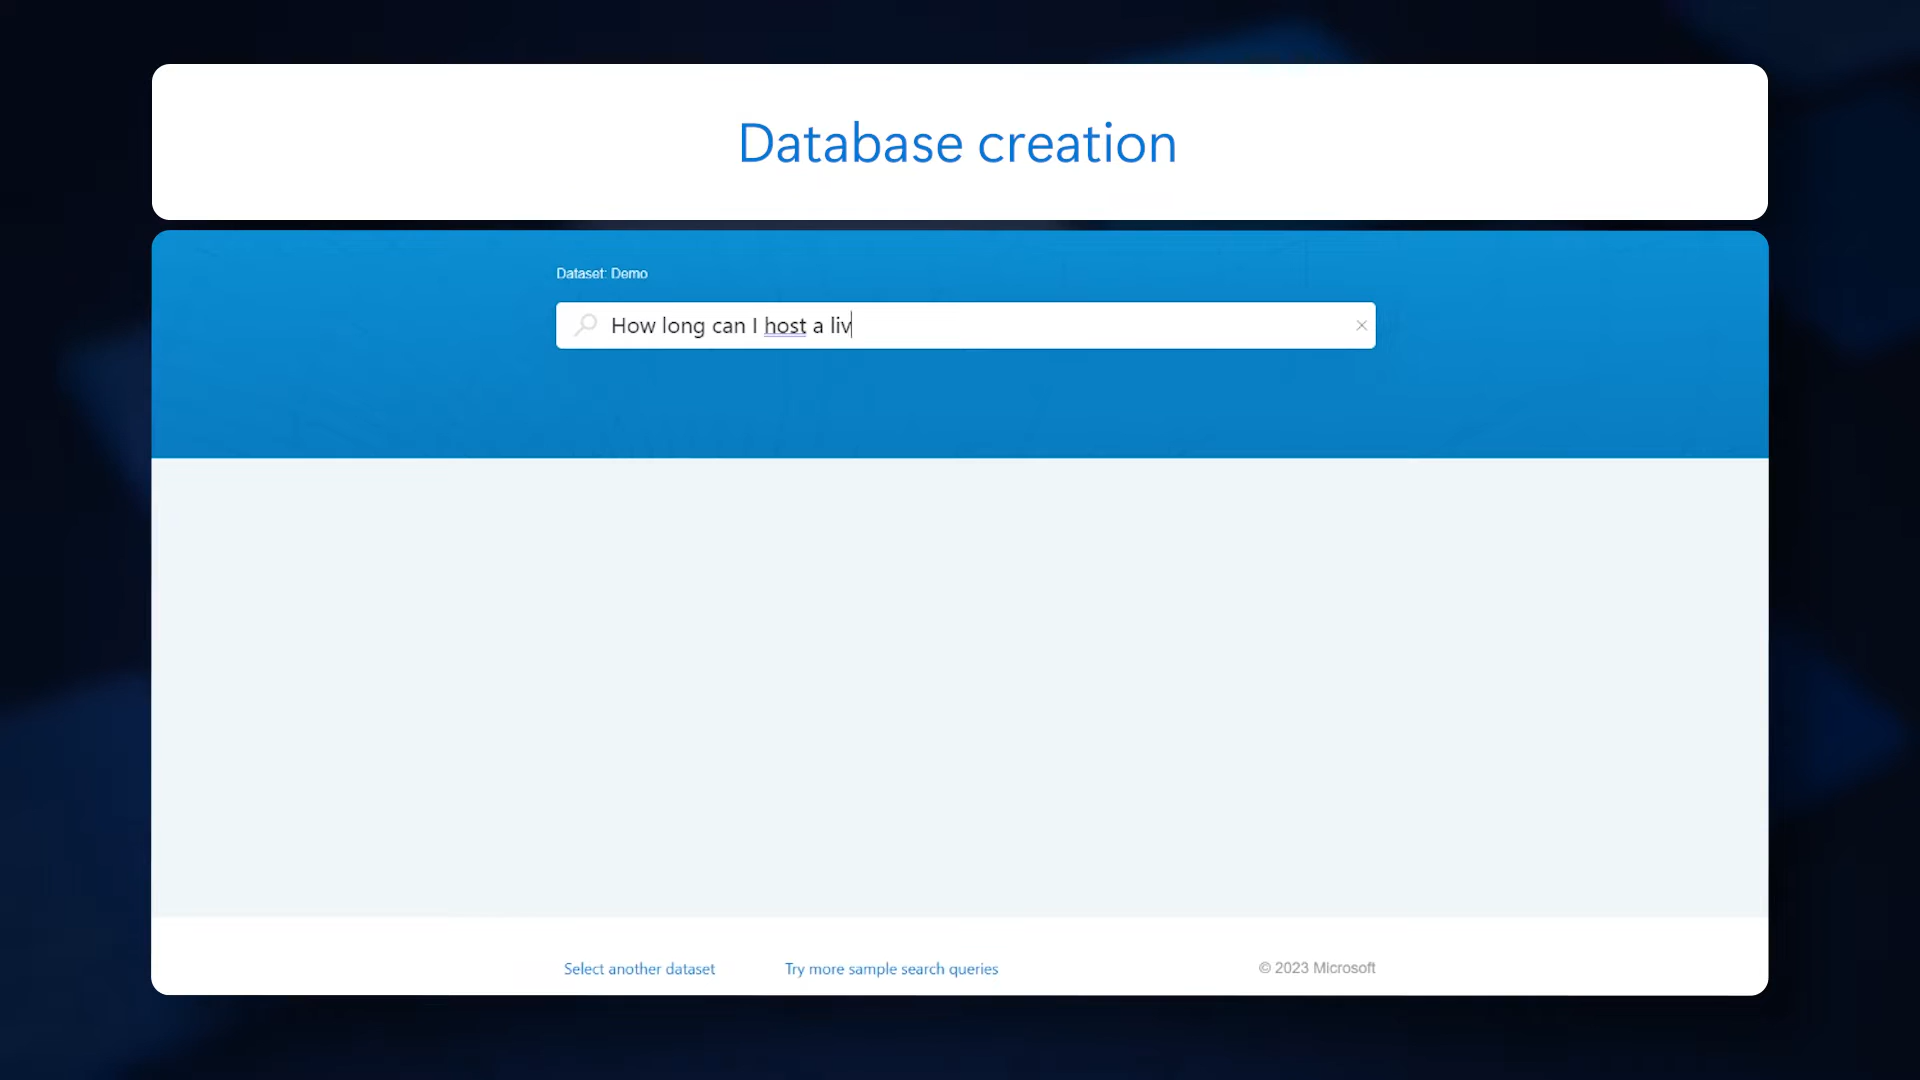 Database creation
Dataset: Demo
How long can I host a liv
Select another dataset
Try more sample search queries
© 2023 Microsoft